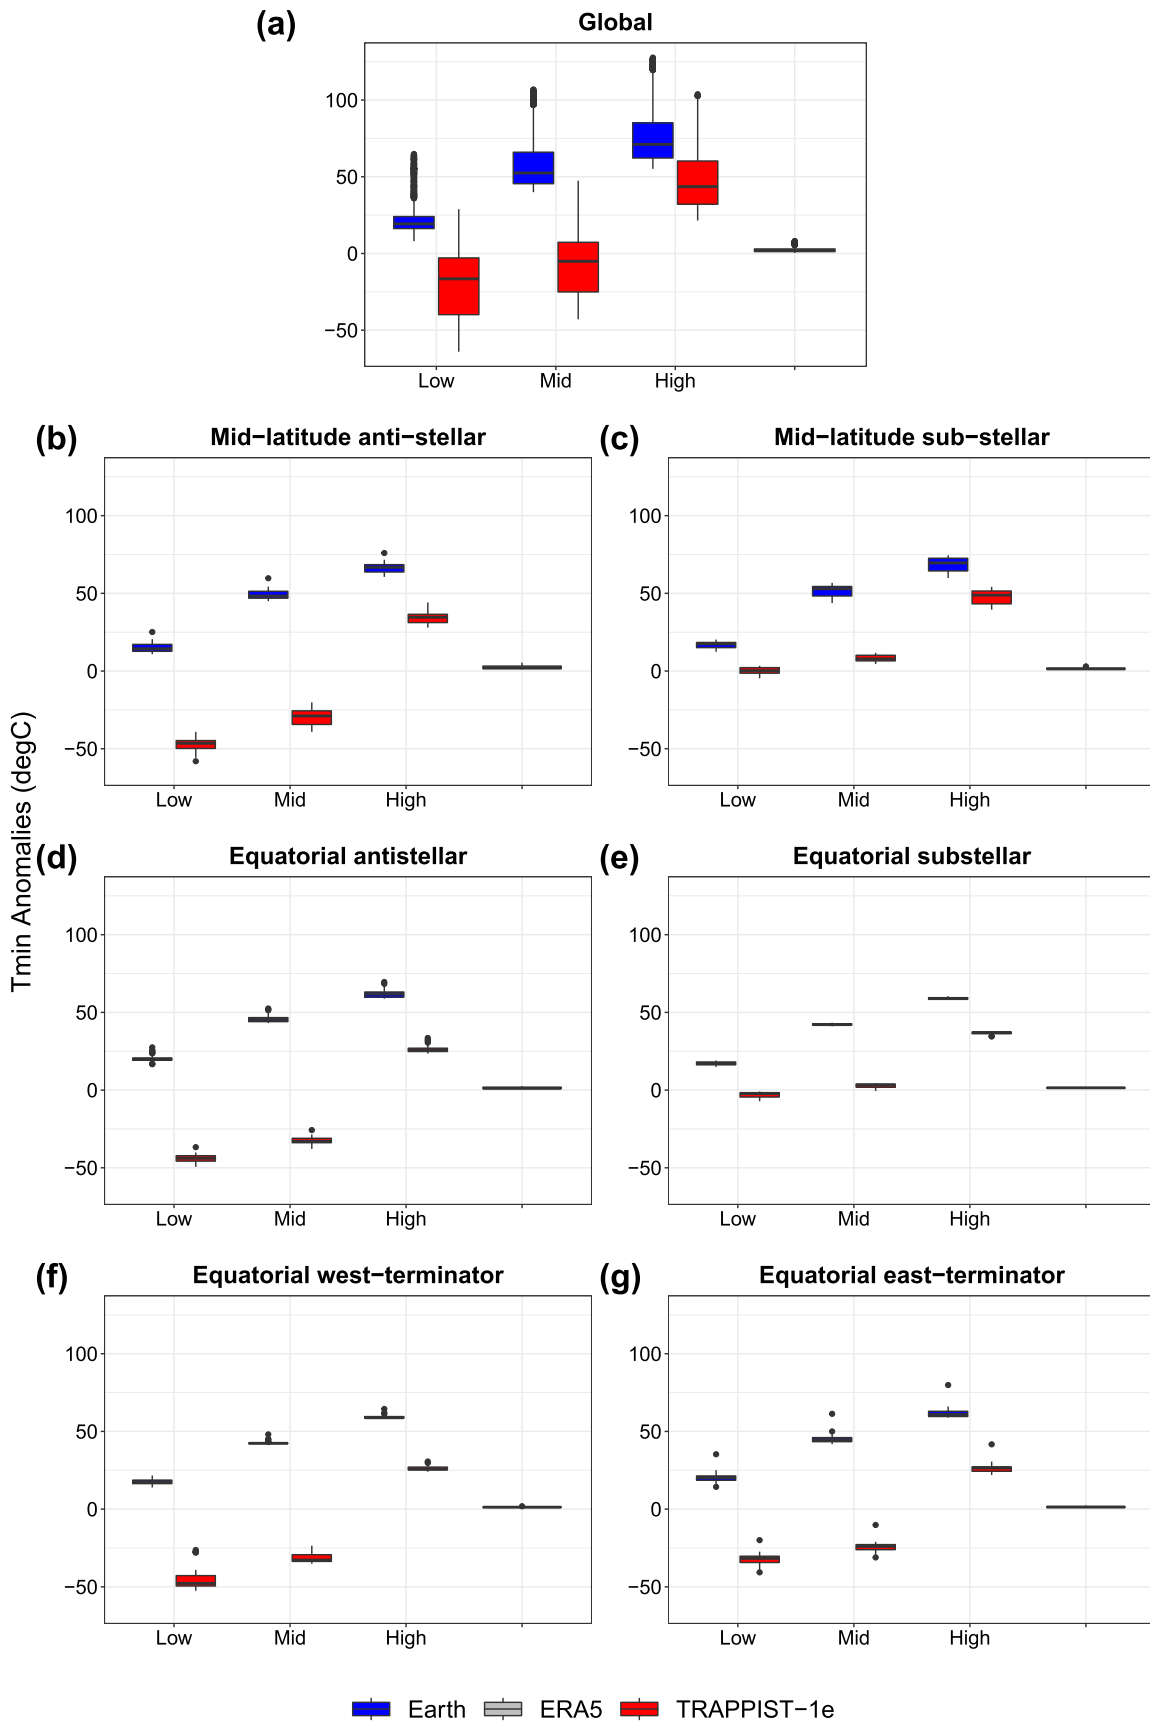 (a) Global
100
50
0
−50
Low Mid High
(b) Mid−latitude anti−stellar
100
50
0
−50
Low Mid High
(c) Mid−latitude sub−stellar
100
50
0
−50
Low Mid High
Tmin Anomalies (degC)
(d) Equatorial antistellar
100
50
0
−50
Low Mid High
(e) Equatorial substellar
100
50
0
−50
Low Mid High
(f) Equatorial west−terminator
100
50
0
−50
Low Mid High
(g) Equatorial east−terminator
100
50
0
−50
Low Mid High
Earth ERA5 TRAPPIST−1e